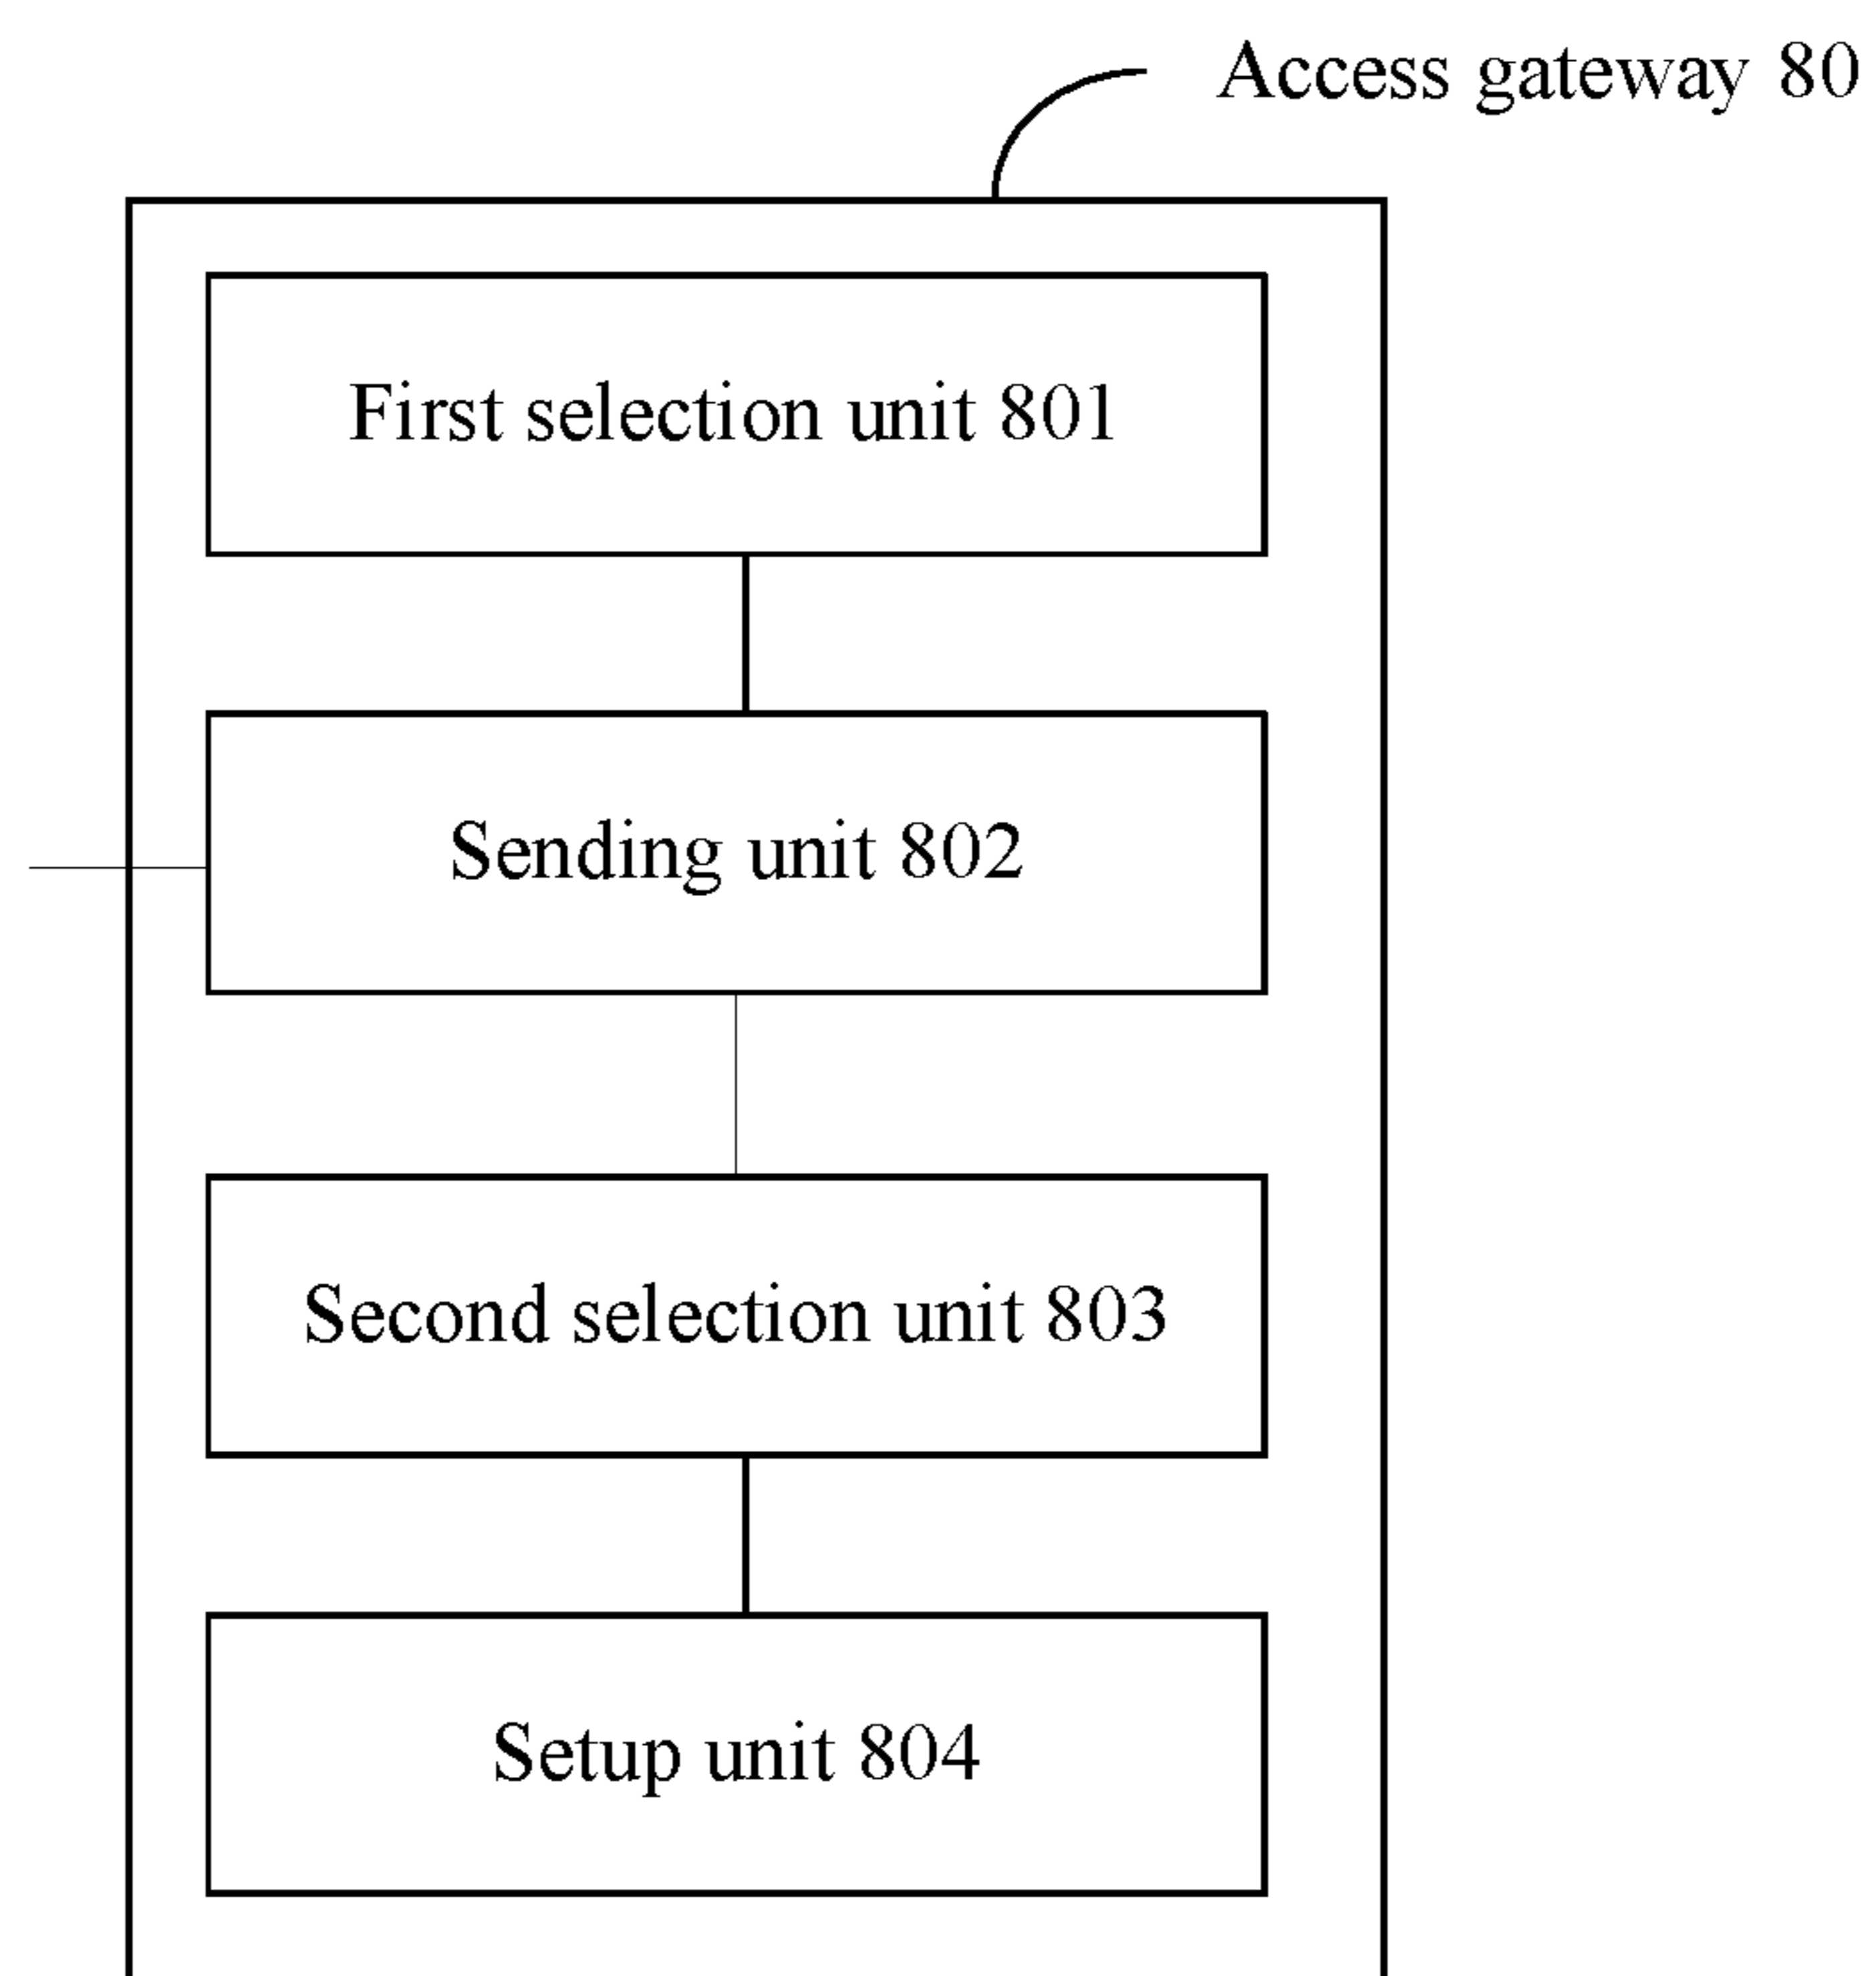 Access gateway 80
First selection unit 801
Sending unit 802
Second selection unit 803
Setup unit 804